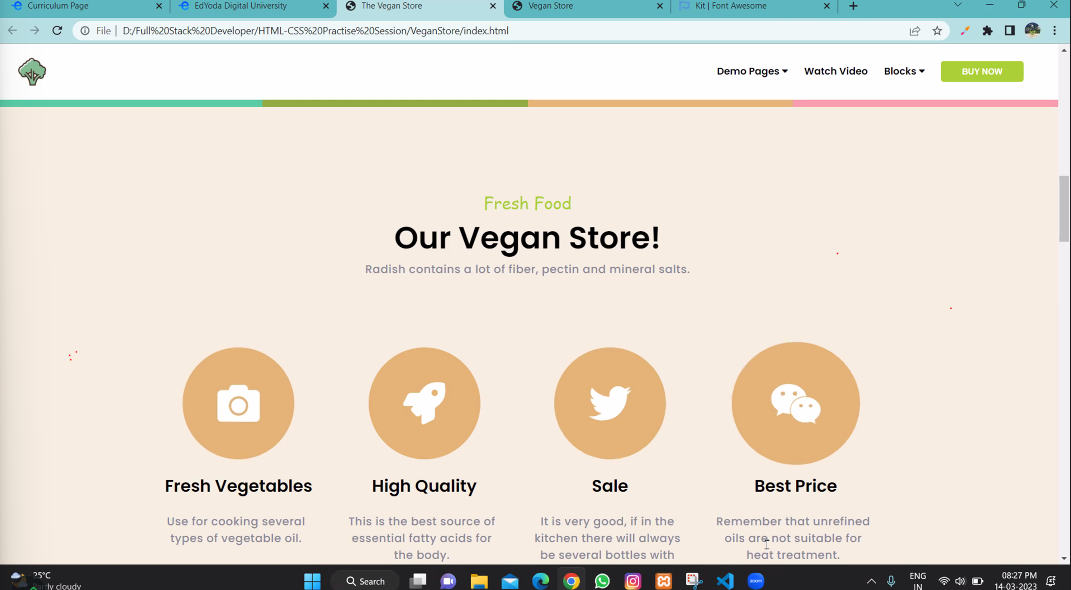 Curriculum Page
EdYoda Digital University
The Vegan Store
Vegan Store
Kit | Font Awesome
File | D:/Full%20Stack%20Developer/HTML-CSS%20Practise%20Session/VeganStore/index.html
Demo Pages
Watch Video
Blocks
BUY NOW
Fresh Food
Our Vegan Store!
Radish contains a lot of fiber, pectin and mineral salts.
Fresh Vegetables
Use for cooking several
types of vegetable oil.
High Quality
This is the best source of
essential fatty acids for
the body.
Sale
It is very good, if in the
kitchen there will always
be several bottles with
Best Price
Remember that unrefined
oils are not suitable for
heat treatment.
25°C
Partly cloudy
Search
zoom
ENG
IN
08:27 PM
14-03-2023